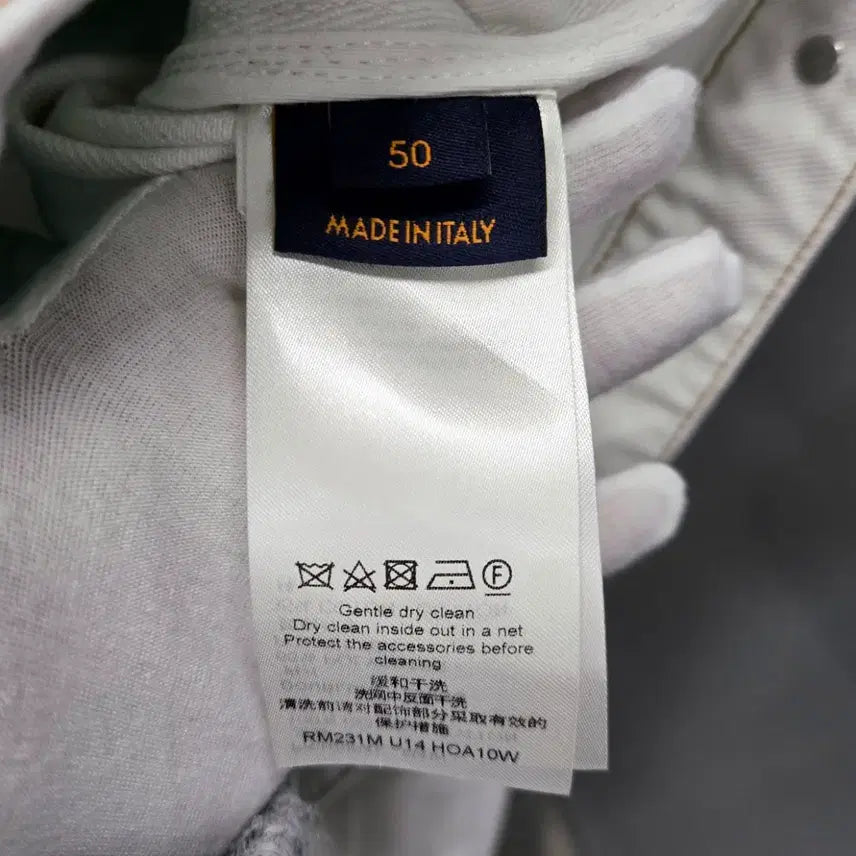 50
MADE IN ITALY
F
Gentle dry clean
Dry clean inside out in a net
Protect the accessories before
cleaning
缓和干洗
洗网中反面干洗
清洗前请对配饰部分采取有效的
保护措施
RM231M U14 HOA10W